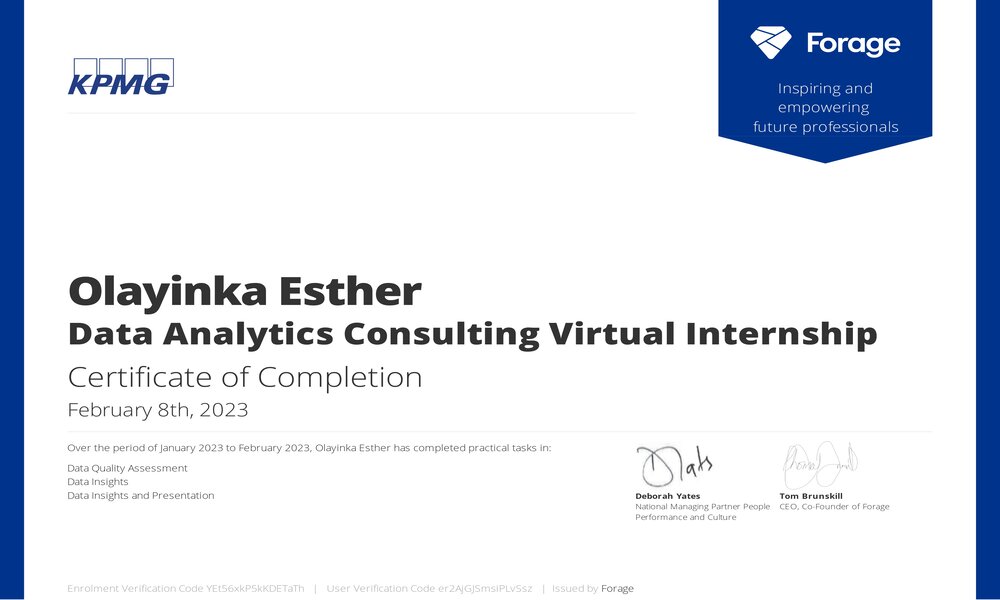 KPMG
Forage
Inspiring and
empowering
future professionals
Olayinka Esther
Data Analytics Consulting Virtual Internship
Certificate of Completion
February 8th, 2023
Over the period of January 2023 to February 2023, Olayinka Esther has completed practical tasks in:
Data Quality Assessment
Data Insights
Data Insights and Presentation
Deborah Yates
National Managing Partner People
Performance and Culture
Tom Brunskill
CEO, Co-Founder of Forage
Enrolment Verification Code YEt56xkP5kKDETaTh | User Verification Code er2AjGJSmsiPLvSsz | Issued by Forage